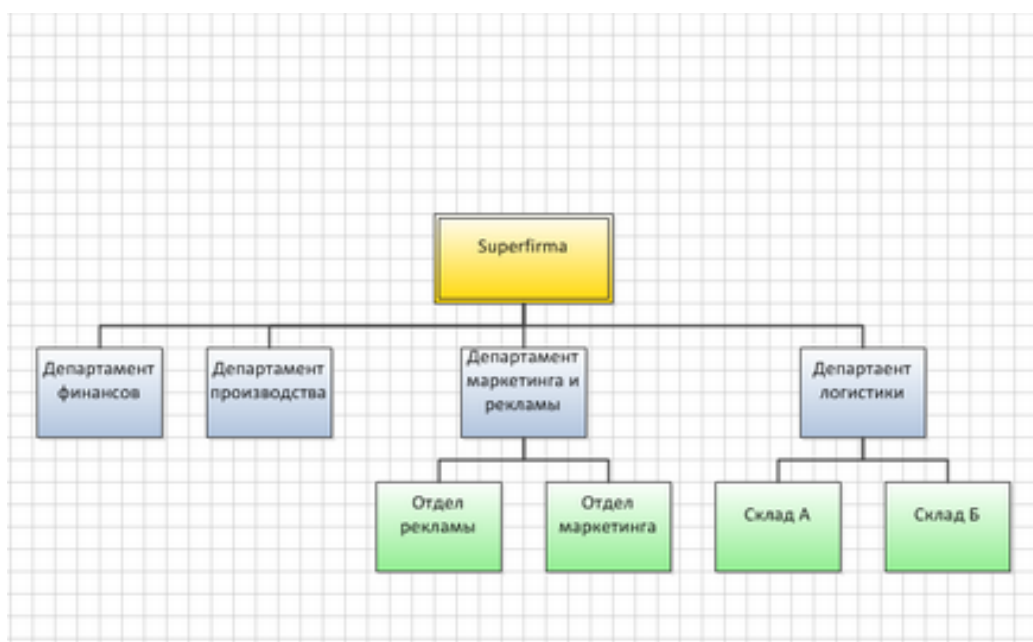 Superfirma
Департамент
финансов
Департамент
производства
Департамент
маркетинга и
рекламы
Департаент
логистики
Отдел
рекламы
Отдел
маркетинга
Склад А
Склад Б